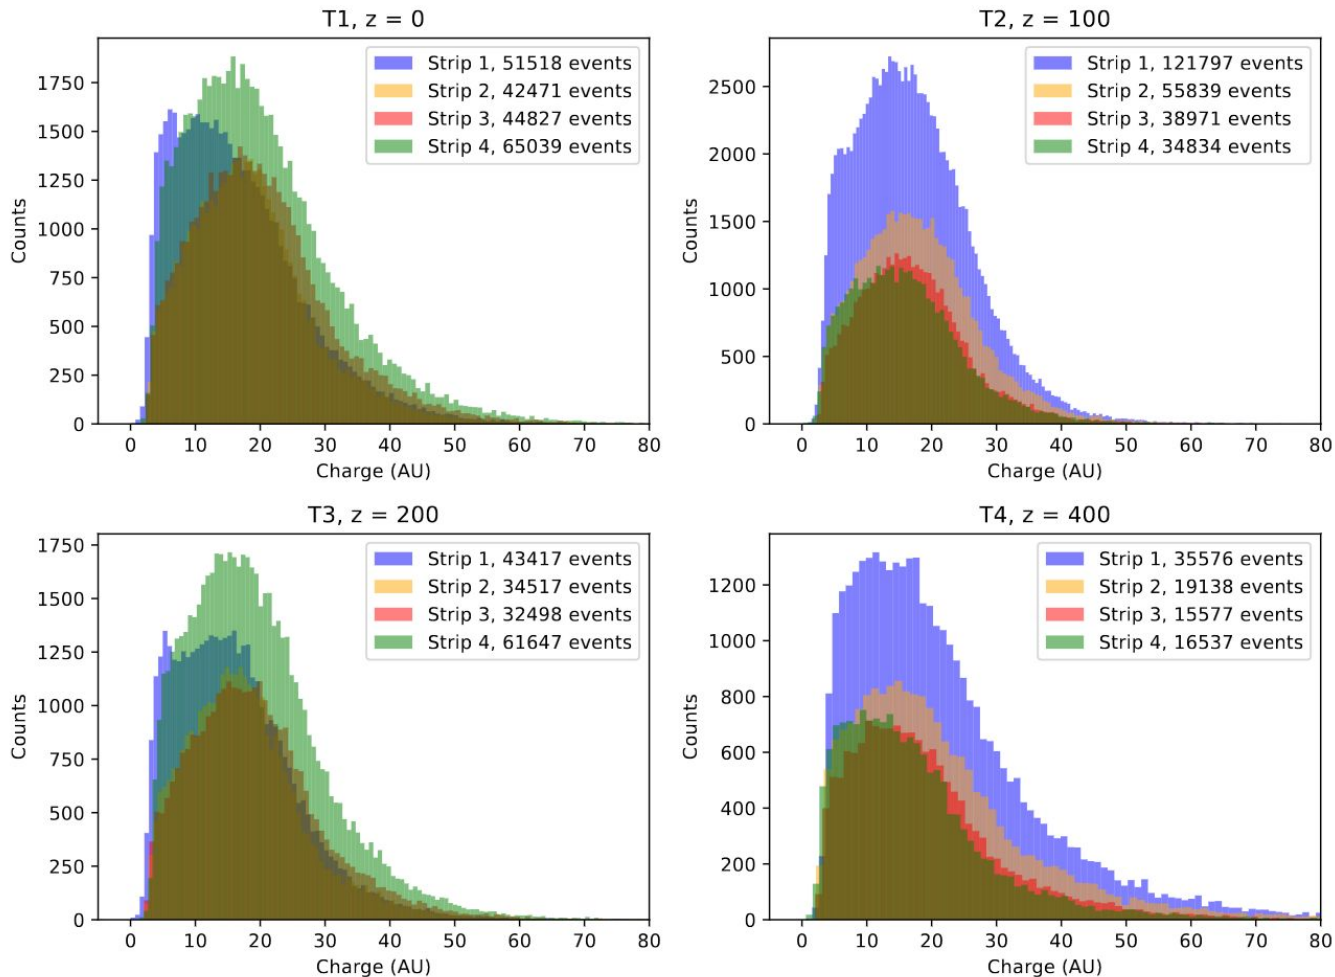 T1, z = 0
Strip 1, 51518 events
Strip 2, 42471 events
Strip 3, 44827 events
Strip 4, 65039 events
Counts
1750
1500
1250
1000
750
500
250
0
0 10 20 30 40 50 60 70 80
Charge (AU)
T2, z = 100
Strip 1, 121797 events
Strip 2, 55839 events
Strip 3, 38971 events
Strip 4, 34834 events
Counts
2500
2000
1500
1000
500
0
0 10 20 30 40 50 60 70 80
Charge (AU)
T3, z = 200
Strip 1, 43417 events
Strip 2, 34517 events
Strip 3, 32498 events
Strip 4, 61647 events
Counts
1750
1500
1250
1000
750
500
250
0
0 10 20 30 40 50 60 70 80
Charge (AU)
T4, z = 400
Strip 1, 35576 events
Strip 2, 19138 events
Strip 3, 15577 events
Strip 4, 16537 events
Counts
1200
1000
800
600
400
200
0
0 10 20 30 40 50 60 70 80
Charge (AU)